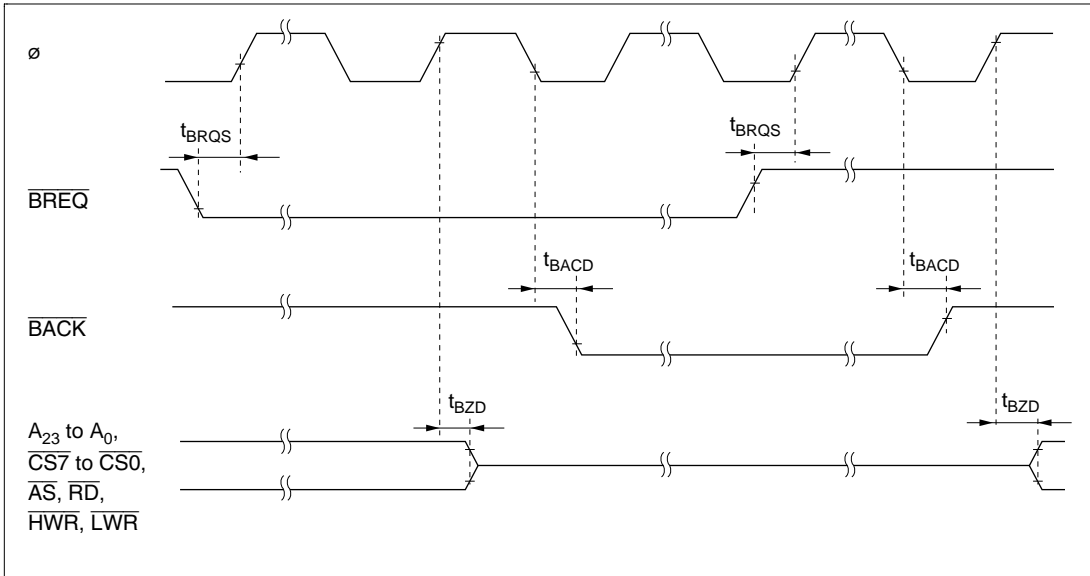 ø
tBRQS
tBRQS
BREQ
tBACD
tBACD
BACK
tBZD
tBZD
A23 to A0,
CS7 to CS0,
AS, RD,
HWR, LWR